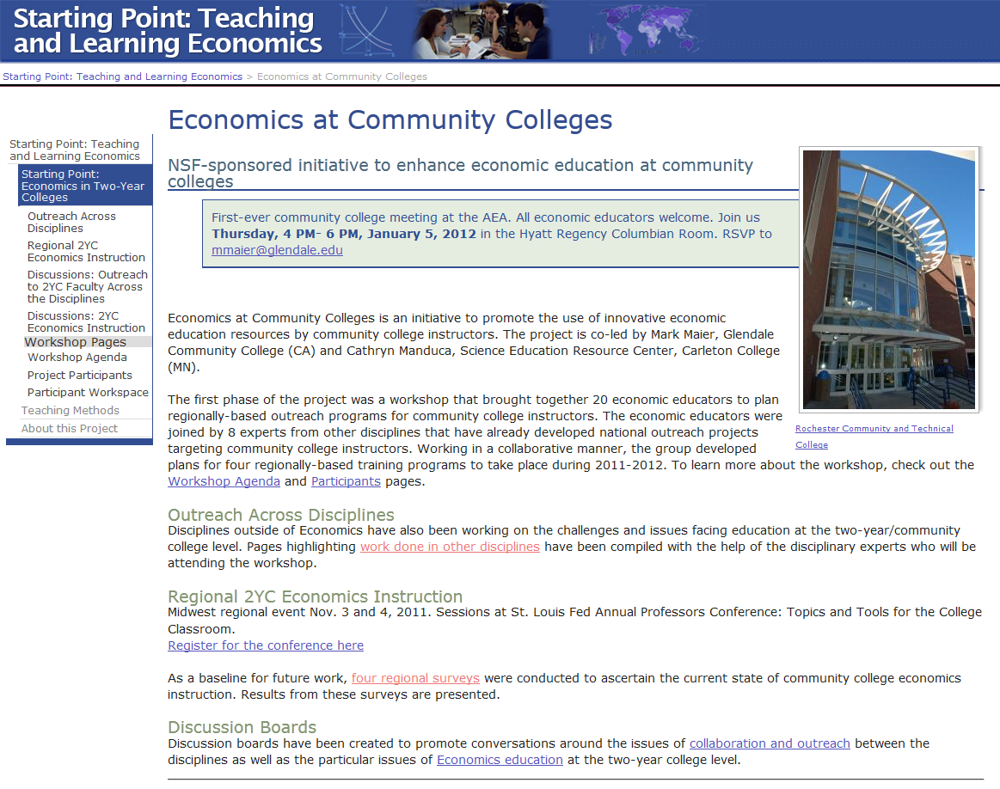 Starting Point: Teaching
and Learning Economics
Starting Point: Teaching and Learning Economics > Economics at Community Colleges
Starting Point: Teaching
and Learning Economics
Starting Point:
Economics in Two-Year
Colleges
Outreach Across
Disciplines
Regional 2YC
Economics Instruction
Discussions: Outreach
to 2YC Faculty Across
the Disciplines
Discussions: 2YC
Economics Instruction
Workshop Pages
Workshop Agenda
Project Participants
Participant Workspace
Teaching Methods
About this Project
Economics at Community Colleges
NSF-sponsored initiative to enhance economic education at community
colleges
First-ever community college meeting at the AEA. All economic educators welcome. Join us
Thursday, 4 PM- 6 PM, January 5, 2012 in the Hyatt Regency Columbian Room. RSVP to
mmaier@glendale.edu
Rochester Community and Technical
College
Economics at Community Colleges is an initiative to promote the use of innovative economic
education resources by community college instructors. The project is co-led by Mark Maier, Glendale
Community College (CA) and Cathryn Manduca, Science Education Resource Center, Carleton College
(MN).
The first phase of the project was a workshop that brought together 20 economic educators to plan
regionally-based outreach programs for community college instructors. The economic educators were
joined by 8 experts from other disciplines that have already developed national outreach projects
targeting community college instructors. Working in a collaborative manner, the group developed
plans for four regionally-based training programs to take place during 2011-2012. To learn more about the workshop, check out the
Workshop Agenda and Participants pages.
Outreach Across Disciplines
Disciplines outside of Economics have also been working on the challenges and issues facing education at the two-year/community
college level. Pages highlighting work done in other disciplines have been compiled with the help of the disciplinary experts who will be
attending the workshop.
Regional 2YC Economics Instruction
Midwest regional event Nov. 3 and 4, 2011. Sessions at St. Louis Fed Annual Professors Conference: Topics and Tools for the College
Classroom.
Register for the conference here
As a baseline for future work, four regional surveys were conducted to ascertain the current state of community college economics
instruction. Results from these surveys are presented.
Discussion Boards
Discussion boards have been created to promote conversations around the issues of collaboration and outreach between the
disciplines as well as the particular issues of Economics education at the two-year college level.